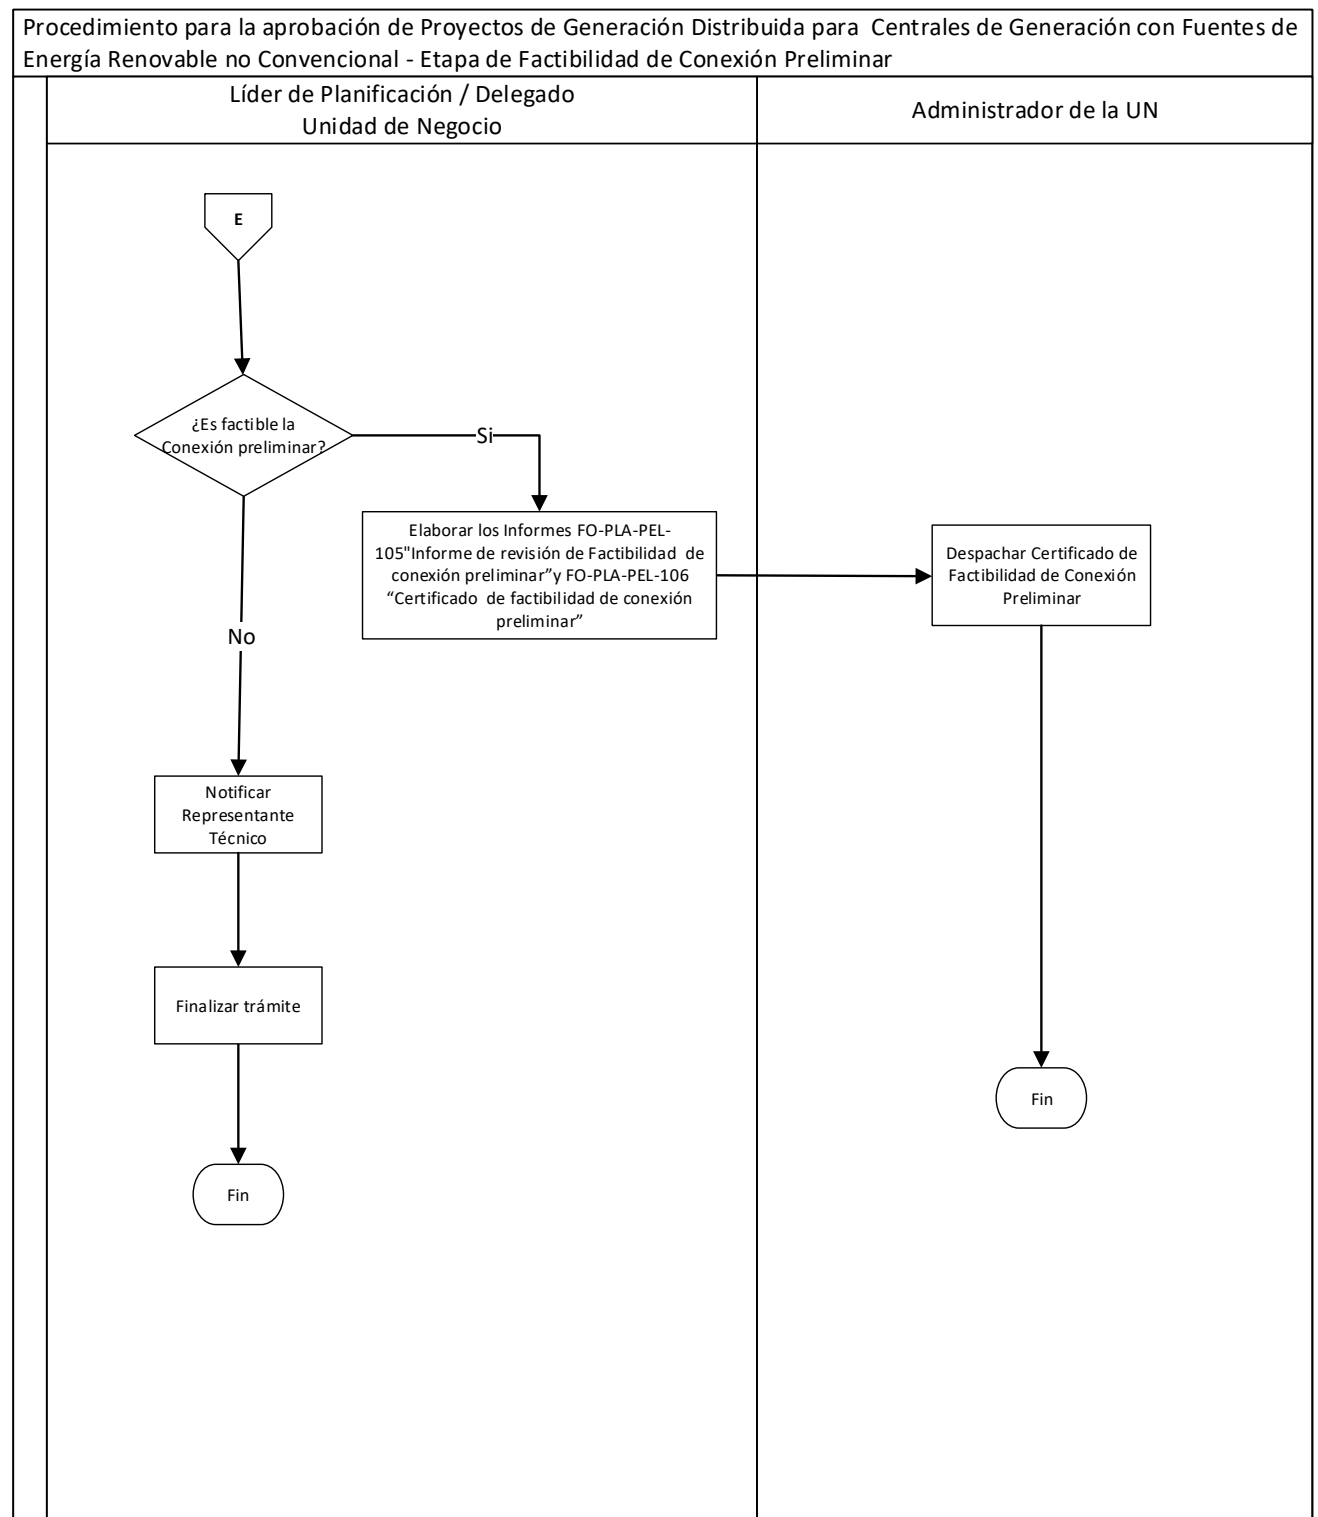 Procedimiento para la aprobación de Proyectos de Generación Distribuida para Centrales de Generación con Fuentes de
Energía Renovable no Convencional - Etapa de Factibilidad de Conexión Preliminar
Líder de Planificación / Delegado
Unidad de Negocio
Administrador de la UN
E
¿Es factible la
Conexión preliminar?
Si
Elaborar los Informes FO-PLA-PEL-
105"Informe de revisión de Factibilidad de
conexión preliminar”y FO-PLA-PEL-106
“Certificado de factibilidad de conexión
preliminar”
Despachar Certificado de
Factibilidad de Conexión
Preliminar
No
Notificar
Representante
Técnico
Finalizar trámite
Fin
Fin